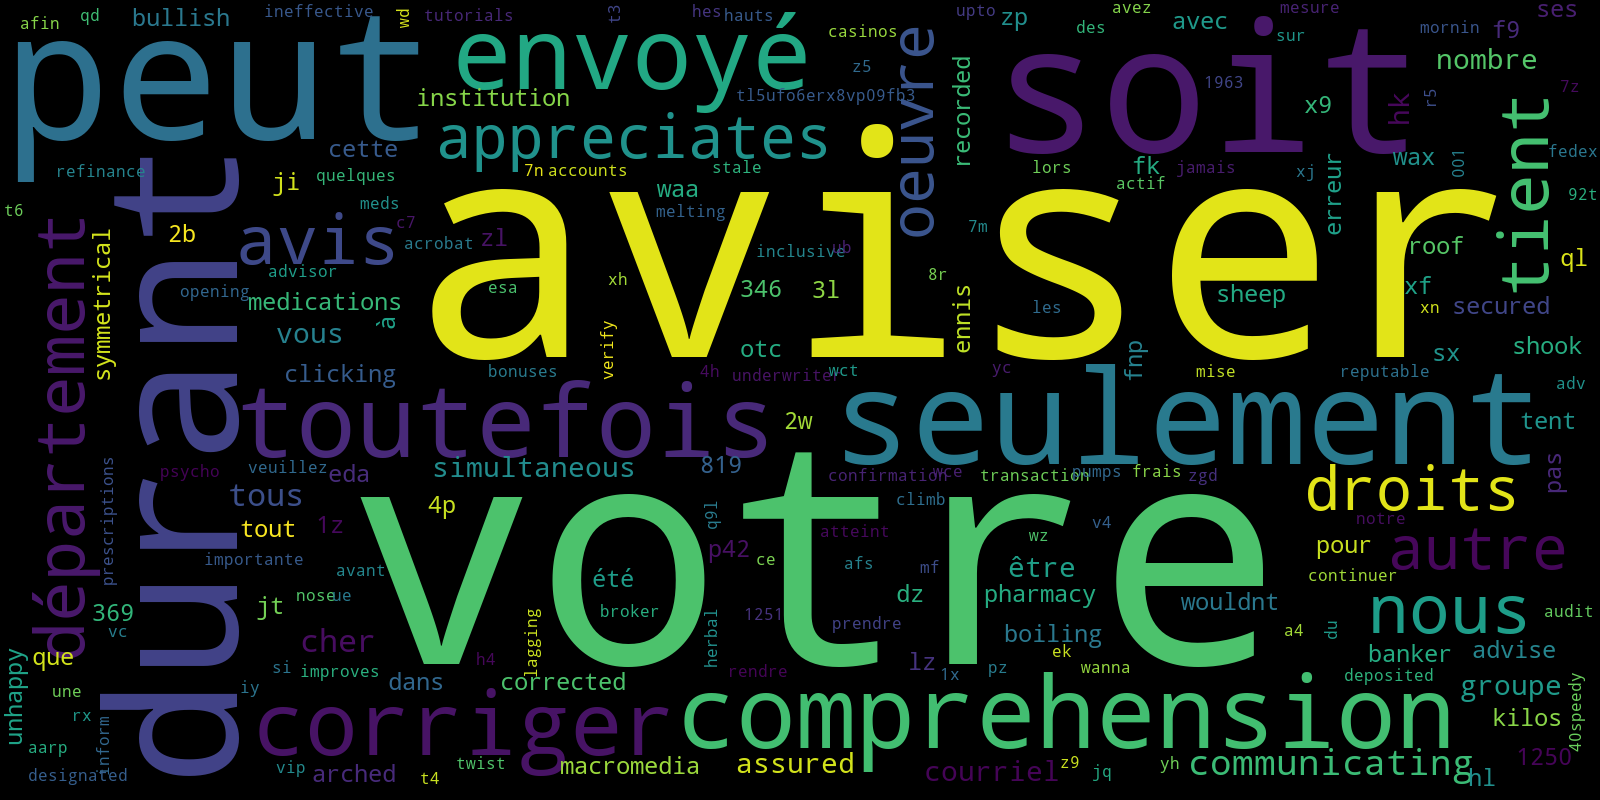 peut
envoyé
soit
aviser
votre
durant
seulement
toutefois
comprehension
corriger
département
appreciates
oeuvre
tient
avis
droits
autre
nous
afin
qd
bullish
ineffective
wd
tutorials
t3
hes
hauts
casinos
upto
zp
des
avez
avec
sur
mesure
mornin
f9
ses
nombre
institution
z5
tl5ufo6erx8vp09fb3
recorded
1963
x9
hk
r5
7z
refinance
cette
quelques
7n
accounts
stale
waa
melting
lors
fk
actif
jamais
xj
erreur
wax
001
fedex
92t
t6
ji
meds
c7
2b
acrobat
zl
advisor
opening
symmetrical
medications
à
vous
esa
xh
inclusive
ub
346
3l
8r
7m
ennis
les
sheep
roof
xf
xn
ql
secured
shook
clicking
bonuses
verify
otc
4h
underwriter
wct
yc
fnp
mise
sx
reputable
adv
tent
2w
psycho
veuillez
eda
simultaneous
819
confirmation
wce
transaction
pumps
frais
zgd
pas
prescriptions
tous
tout
1z
4p
q9l
climb
v4
wz
atteint
notre
pour
importante
avant
p42
ce
afs
mf
être
continuer
369
vc
jt
nose
ue
été
broker
herbal
1251
prendre
dz
pharmacy
wouldnt
boiling
a4
du
audit
que
cher
si
improves
h4
lagging
rendre
lz
1x
pz
ek
wanna
banker
advise
deposited
unhappy
une
iy
dans
corrected
groupe
rx
kilos
40speedy
aarp
inform
designated
vip
arched
t4
twist
macromedia
assured
courriel
z9
jq
yh
communicating
hl
1250